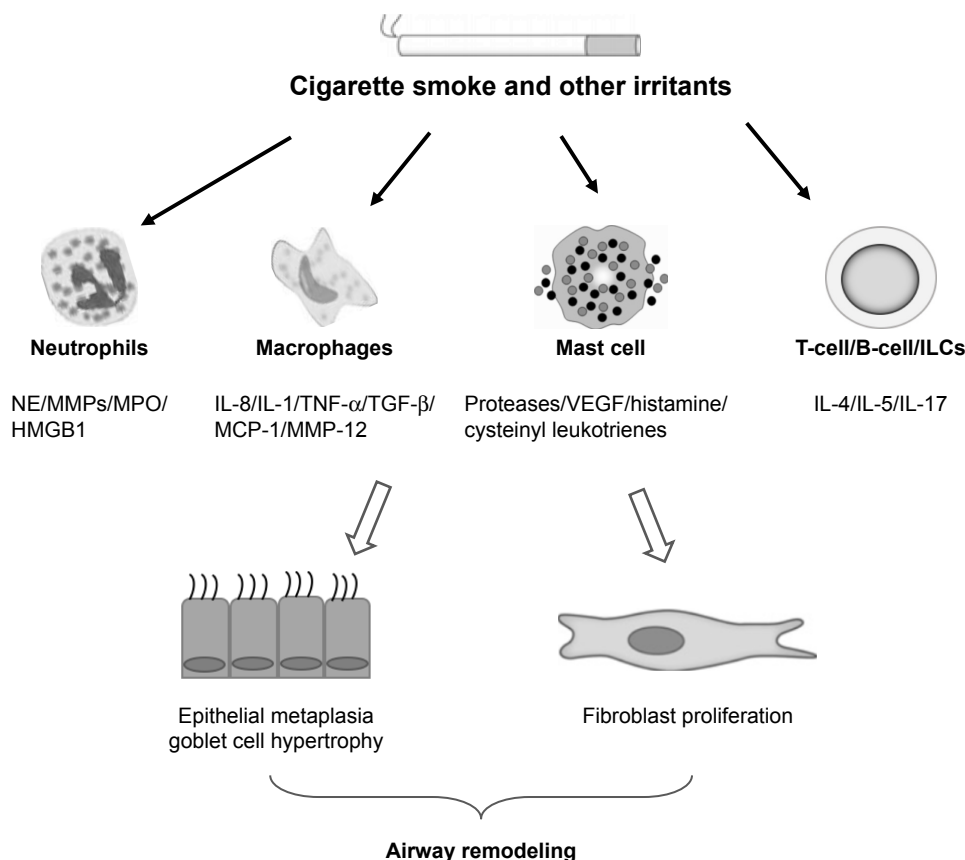 Cigarette smoke and other irritants
Neutrophils
Macrophages
Mast cell
T-cell/B-cell/ILCs
NE/MMPs/MPO/
HMGB1
IL-8/IL-1/TNF-α/TGF-β/
MCP-1/MMP-12
Proteases/VEGF/histamine/
cysteinyl leukotrienes
IL-4/IL-5/IL-17
Epithelial metaplasia
goblet cell hypertrophy
Fibroblast proliferation
Airway remodeling